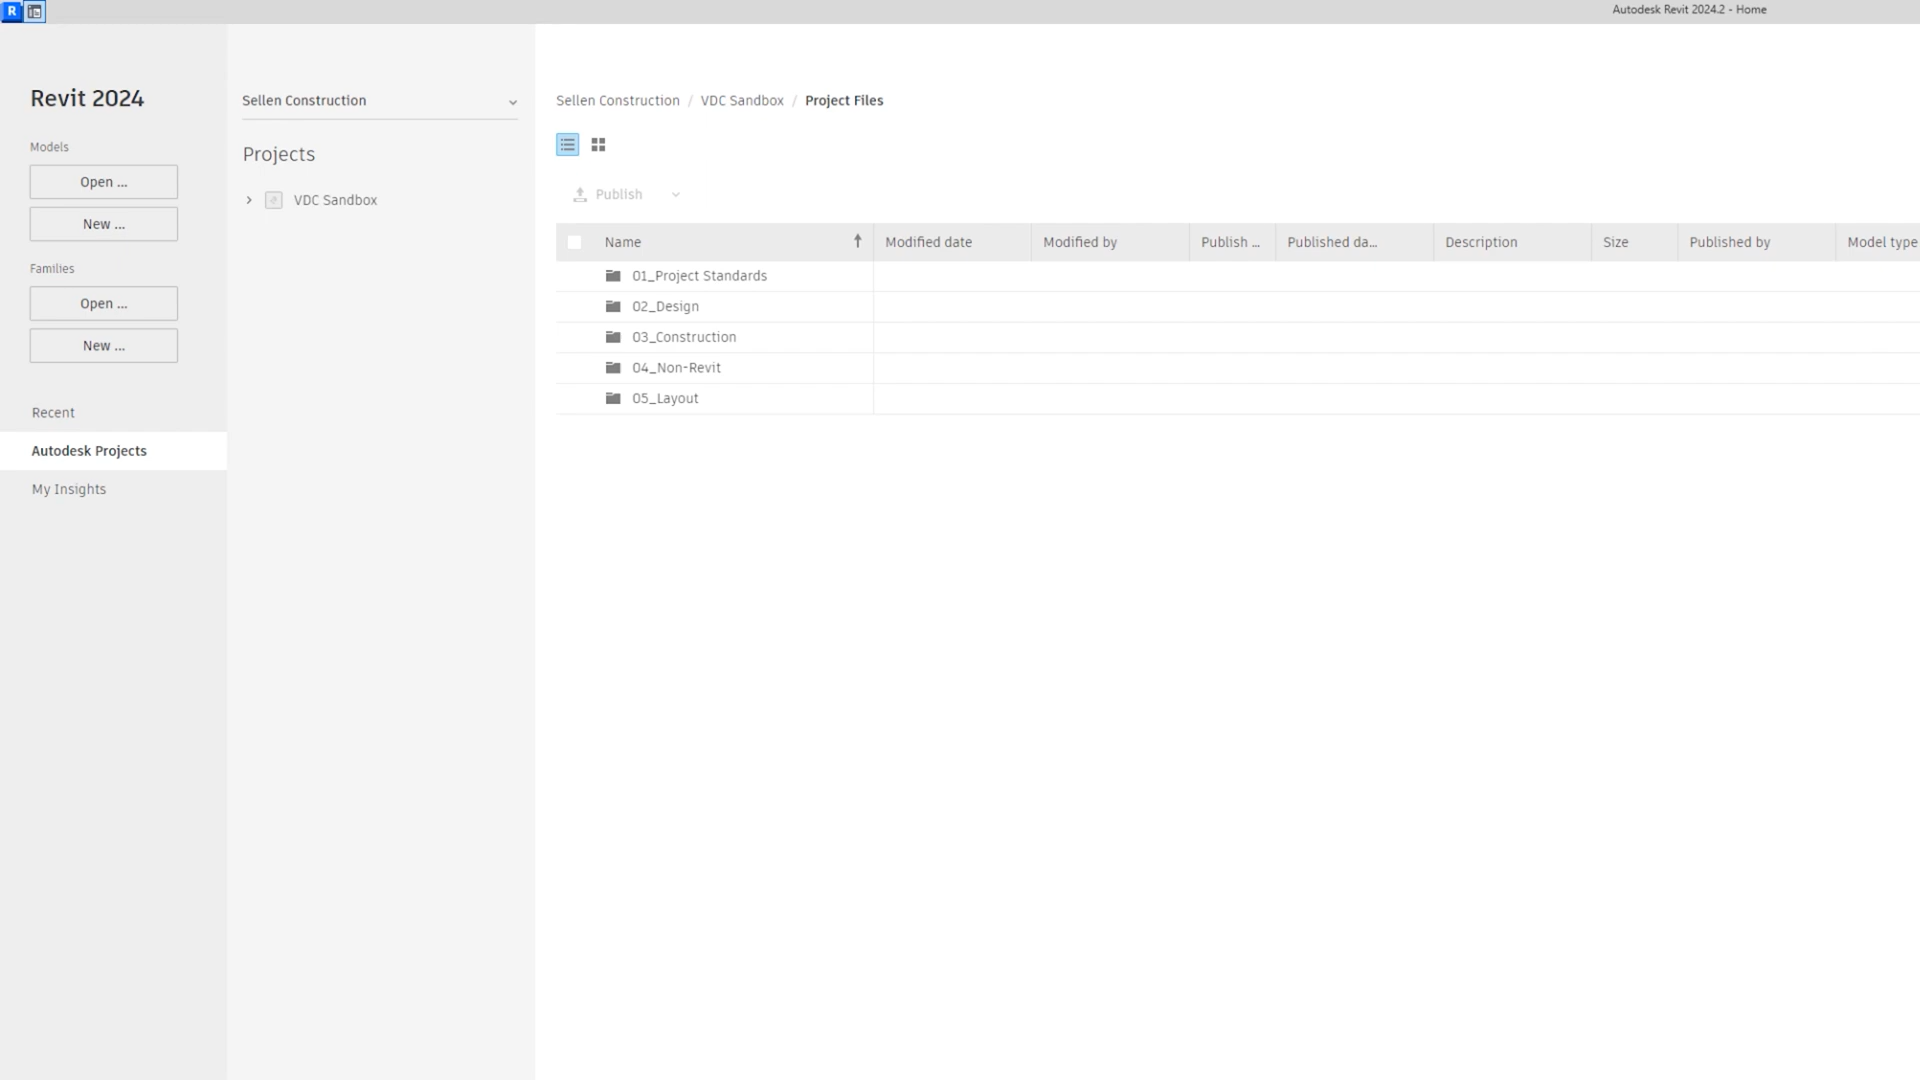 R
Autodesk Revit 2024.2 - Home
Revit 2024
Models
Open ...
New ...
Families
Open ...
New ...
Recent
Autodesk Projects
My Insights
Sellen Construction
Projects
VDC Sandbox
Sellen Construction / VDC Sandbox / Project Files
Publish
Name Modified date Modified by Publish ... Published da... Description Size Published by Model type
01_Project Standards
02_Design
03_Construction
04_Non-Revit
05_Layout